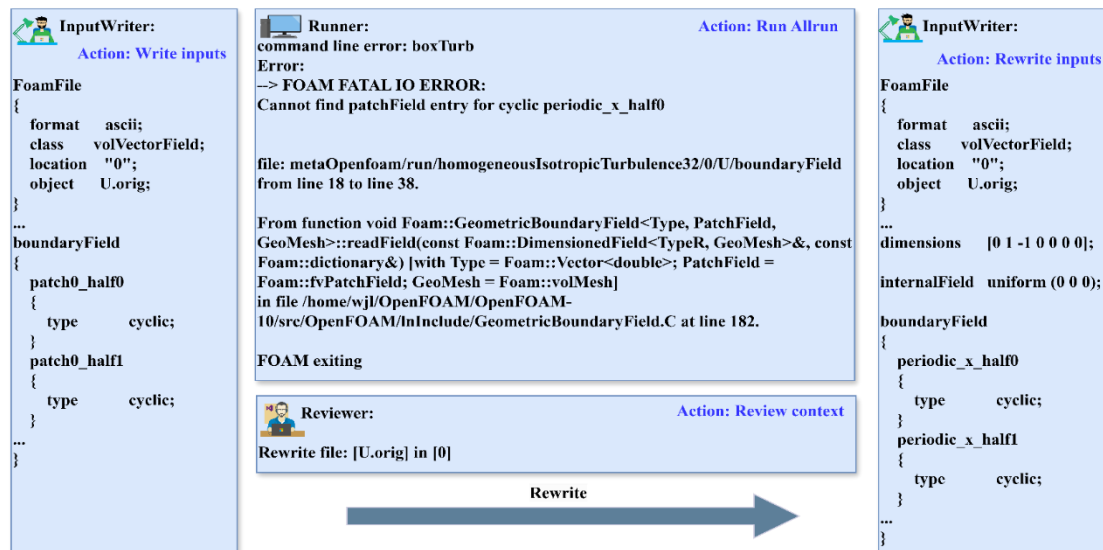 InputWriter:
Action: Write inputs
FoamFile
{
format ascii;
class volVectorField;
location "0";
object U.orig;
}
...
boundaryField
{
patch0_half0
{
type cyclic;
}
patch0_half1
{
type cyclic;
}
...
}
Runner:
Action: Run Allrun
command line error: boxTurb
Error:
--> FOAM FATAL IO ERROR:
Cannot find patchField entry for cyclic periodic_x_half0
file: metaOpenfoam/run/homogeneousIsotropicTurbulence32/0/U/boundaryField
from line 18 to line 38.
From function void Foam::GeometricBoundaryField<Type, PatchField,
GeoMesh>::readField(const Foam::DimensionedField<TypeR, GeoMesh>&, const
Foam::dictionary&) [with Type = Foam::Vector<double>; PatchField =
Foam::fvPatchField; GeoMesh = Foam::volMesh]
in file /home/wjl/OpenFOAM/OpenFOAM-
10/src/OpenFOAM/lnInclude/GeometricBoundaryField.C at line 182.
FOAM exiting
Reviewer:
Action: Review context
Rewrite file: [U.orig] in [0]
Rewrite
InputWriter:
Action: Rewrite inputs
FoamFile
{
format ascii;
class volVectorField;
location "0";
object U.orig;
}
...
dimensions [0 1 -1 0 0 0 0];
internalField uniform (0 0 0);
boundaryField
{
periodic_x_half0
{
type cyclic;
}
periodic_x_half1
{
type cyclic;
}
...
}